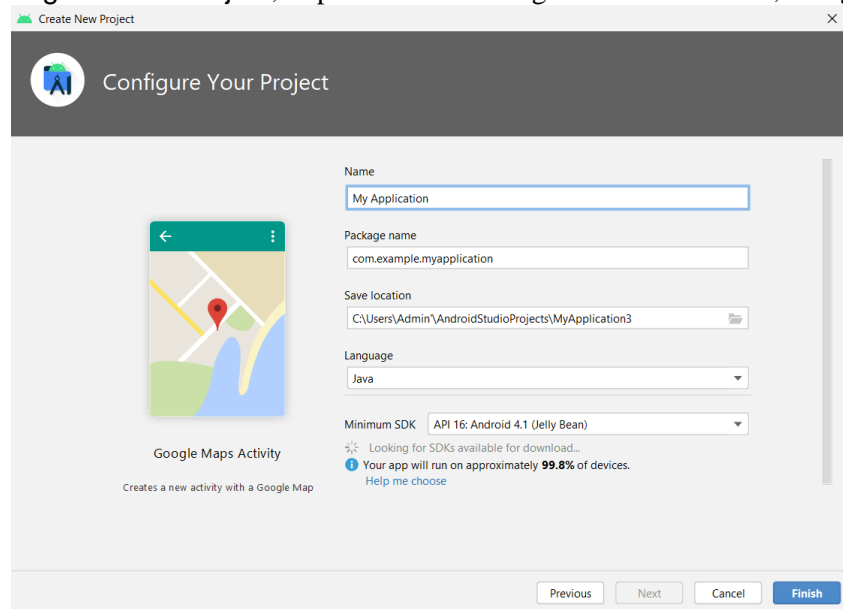 Create New Project
Configure Your Project
Name
My Application
Package name
com.example.myapplication
Save location
C:\Users\Admin'\AndroidStudioProjects\MyApplication3
Language
Java
Minimum SDK API 16: Android 4.1 (Jelly Bean)
Looking for SDKs available for download...
Your app will run on approximately 99.8% of devices.
Help me choose
Google Maps Activity
Creates a new activity with a Google Map
Previous Next Cancel Finish